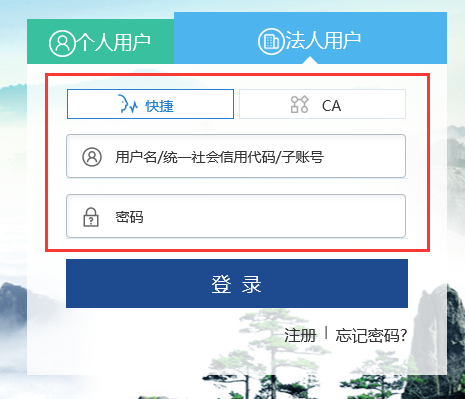 个人用户 法人用户
快捷 CA
用户名/统一社会信用代码/子账号
密码
登 录
注册 | 忘记密码?